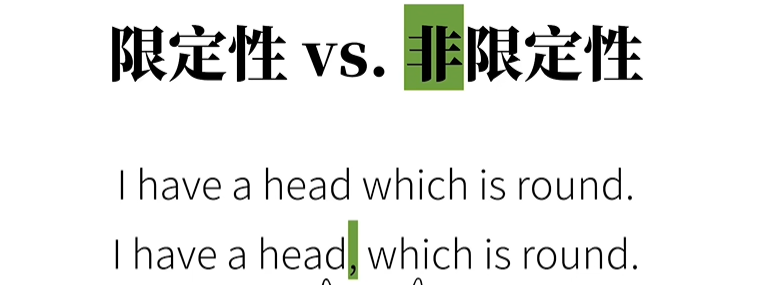 限定性 vs. 非限定性
I have a head which is round.
I have a head, which is round.